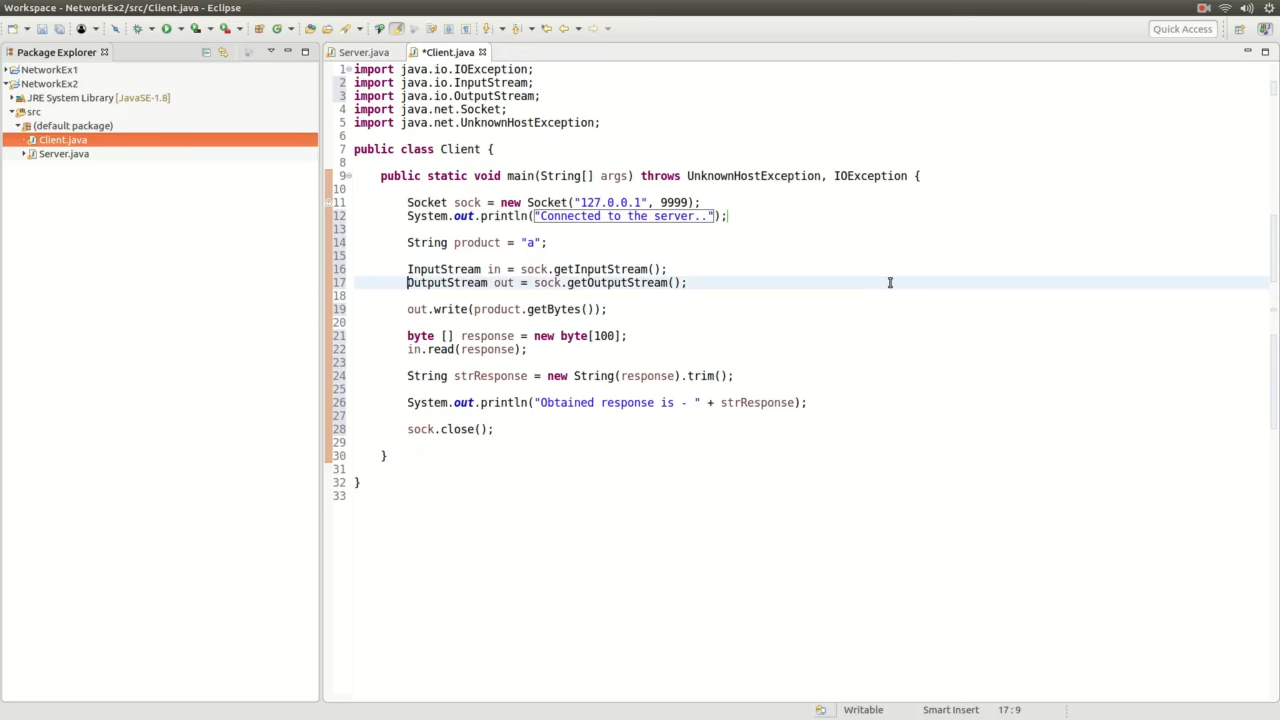 Workspace - NetworkEx2/src/Client.java - Eclipse
Quick Access
Package Explorer
NetworkEx1
NetworkEx2
JRE System Library [JavaSE-1.8]
src
(default package)
Client.java
Server.java
Server.java
*Client.java
1 import java.io.IOException;
2 import java.io.InputStream;
3 import java.io.OutputStream;
4 import java.net.Socket;
5 import java.net.UnknownHostException;
6
7 public class Client {
8
9 public static void main(String[] args) throws UnknownHostException, IOException {
10
11 Socket sock = new Socket("127.0.0.1", 9999);
12 System.out.println("Connected to the server..");
13
14 String product = "a";
15
16 InputStream in = sock.getInputStream();
17 OutputStream out = sock.getOutputStream();
18
19 out.write(product.getBytes());
20
21 byte [] response = new byte[100];
22 in.read(response);
23
24 String strResponse = new String(response).trim();
25
26 System.out.println("Obtained response is - " + strResponse);
27
28 sock.close();
29
30 }
31
32 }
33
Writable
Smart Insert
17:9